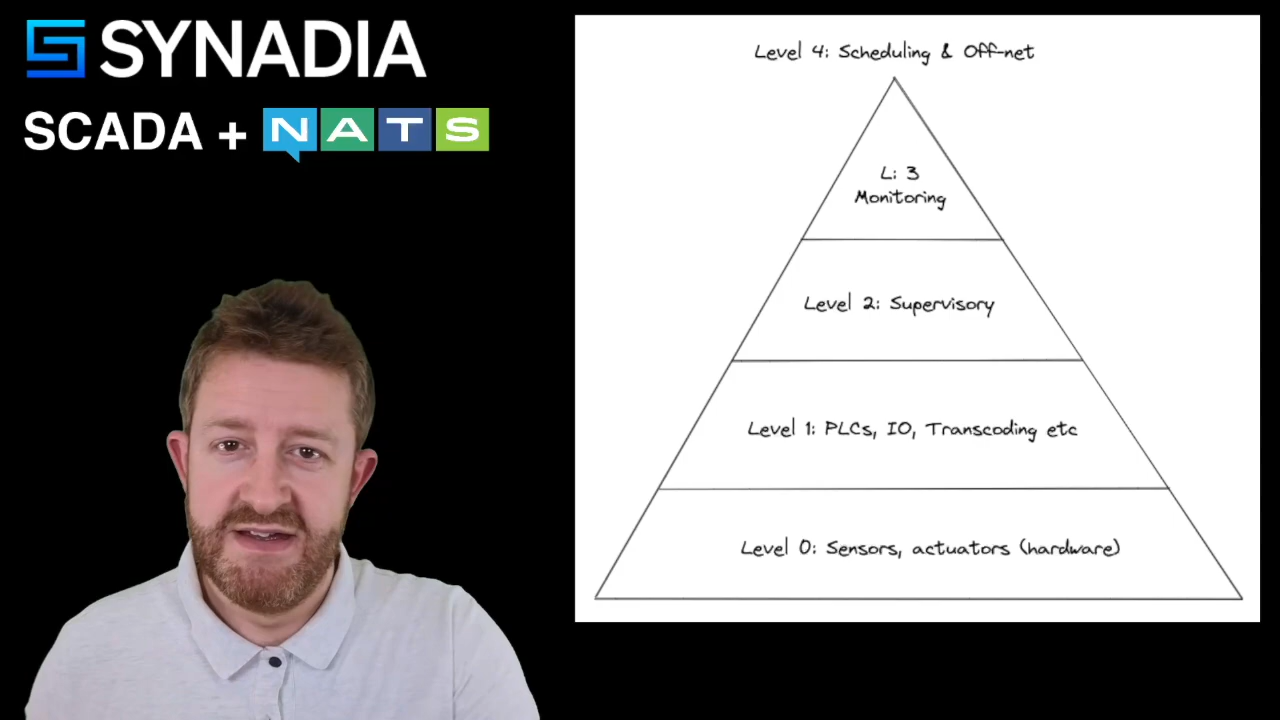 SYNADIA
SCADA + NATS
Level 4: Scheduling & Off-net
L: 3
Monitoring
Level 2: Supervisory
Level 1: PLCs, IO, Transcoding etc
Level 0: Sensors, actuators (hardware)